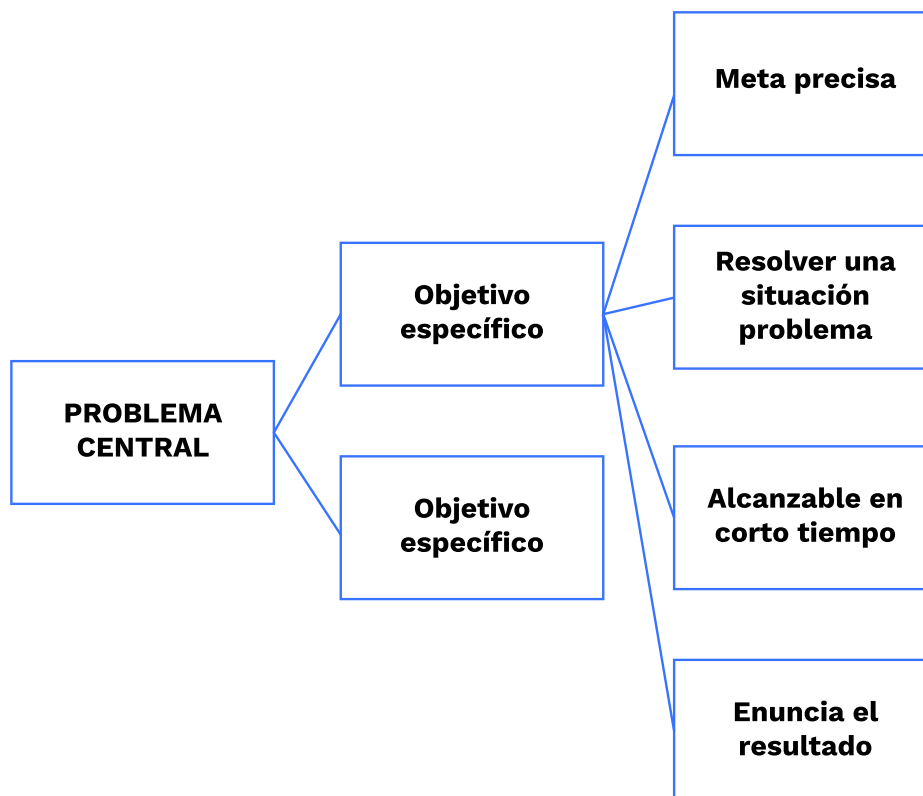 PROBLEMA
CENTRAL
Objetivo
específico
Objetivo
específico
Meta precisa
Resolver una
situación
problema
Alcanzable en
corto tiempo
Enuncia el
resultado